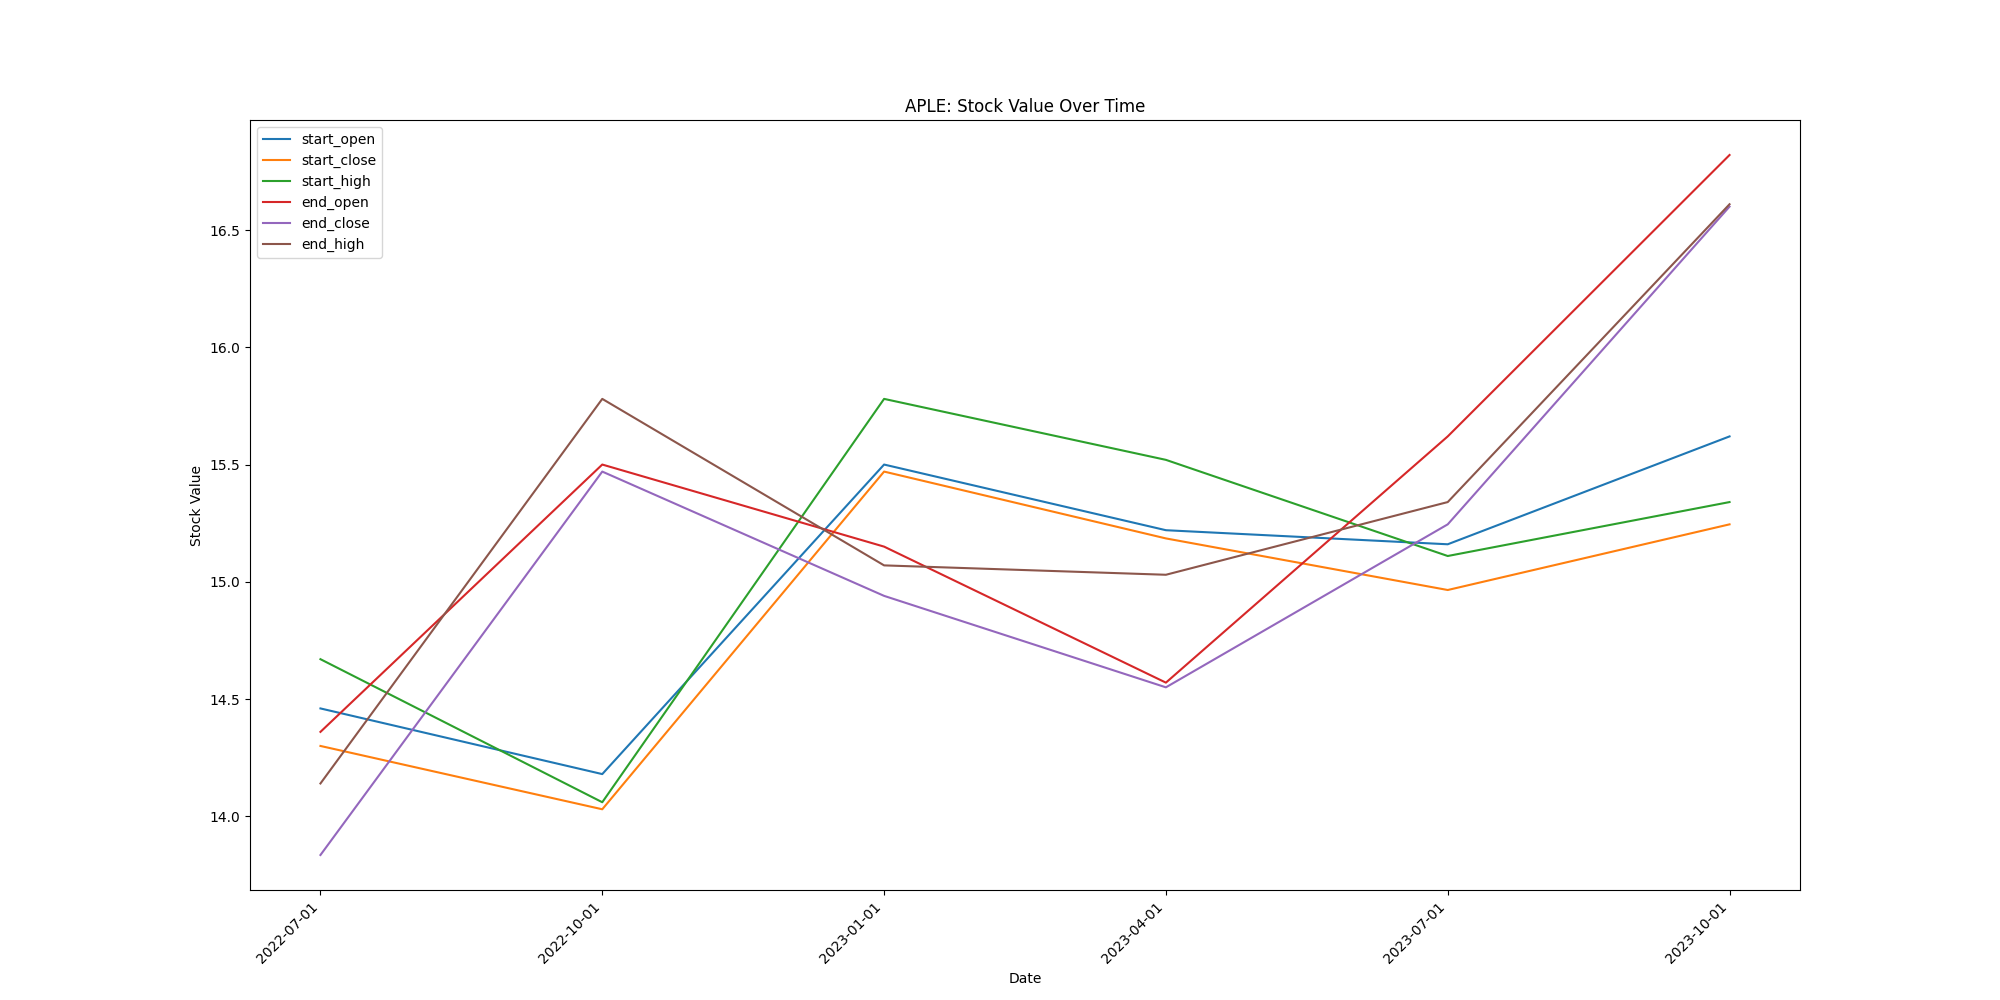 APLE: Stock Value Over Time
start_open
start_close
start_high
end_open
end_close
end_high
Stock Value
16.5
16.0
15.5
15.0
14.5
14.0
2022-07-01
2022-10-01
2023-01-01
2023-04-01
2023-07-01
2023-10-01
Date